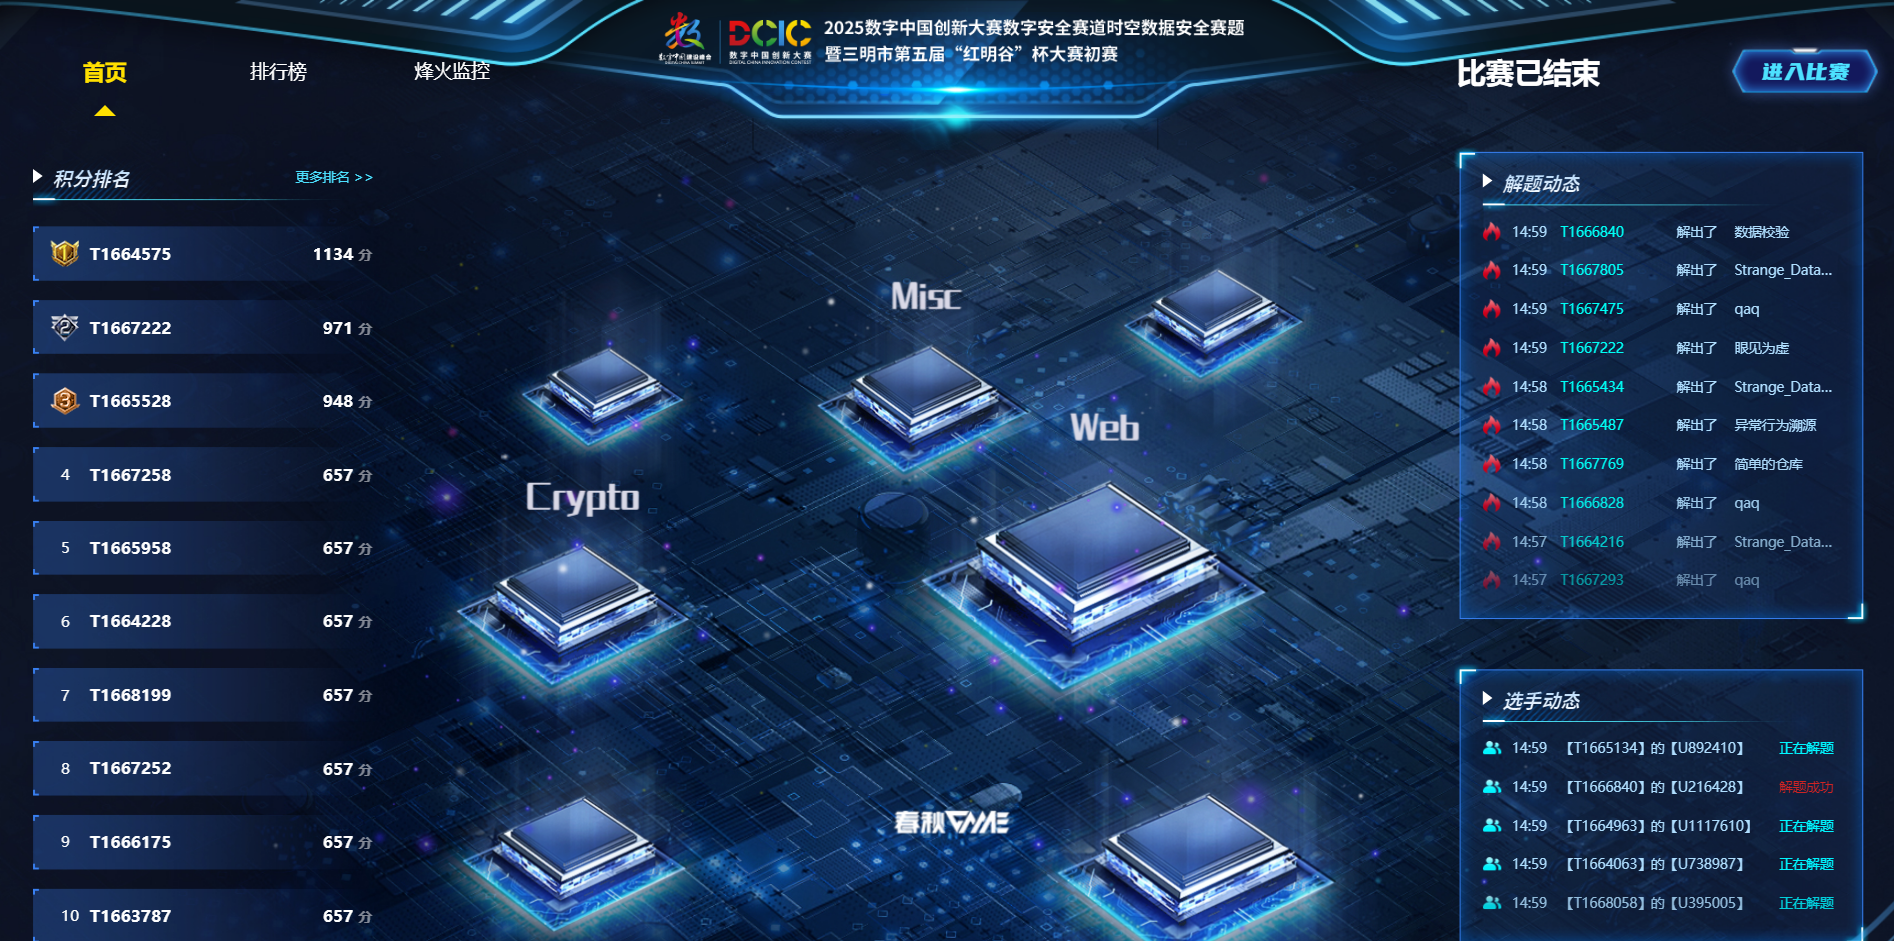 DCIC
数字中国创新大赛
DIGITAL CHINA INNOVATION CONTEST
2025数字中国创新大赛数字安全赛道时空数据安全赛题
暨三明市第五届“红明谷”杯大赛初赛
首页
排行榜
烽火监控
比赛已结束
进入比赛
积分排名
更多排名 >>
1 T1664575 1134 分
2 T1667222 971 分
3 T1665528 948 分
4 T1667258 657 分
5 T1665958 657 分
6 T1664228 657 分
7 T1668199 657 分
8 T1667252 657 分
9 T1666175 657 分
10 T1663787 657 分
Misc
Web
Crypto
春秋GAME
解题动态
14:59 T1666840 解出了 数据校验
14:59 T1667805 解出了 Strange_Data...
14:59 T1667475 解出了 qaq
14:59 T1667222 解出了 眼见为虚
14:58 T1665434 解出了 Strange_Data...
14:58 T1665487 解出了 异常行为溯源
14:58 T1667769 解出了 简单的仓库
14:58 T1666828 解出了 qaq
14:57 T1664216 解出了 Strange_Data...
14:57 T1667293 解出了 qaq
选手动态
14:59 【T1665134】的【U892410】 正在解题
14:59 【T1666840】的【U216428】 解题成功
14:59 【T1664963】的【U1117610】 正在解题
14:59 【T1664063】的【U738987】 正在解题
14:59 【T1668058】的【U395005】 正在解题